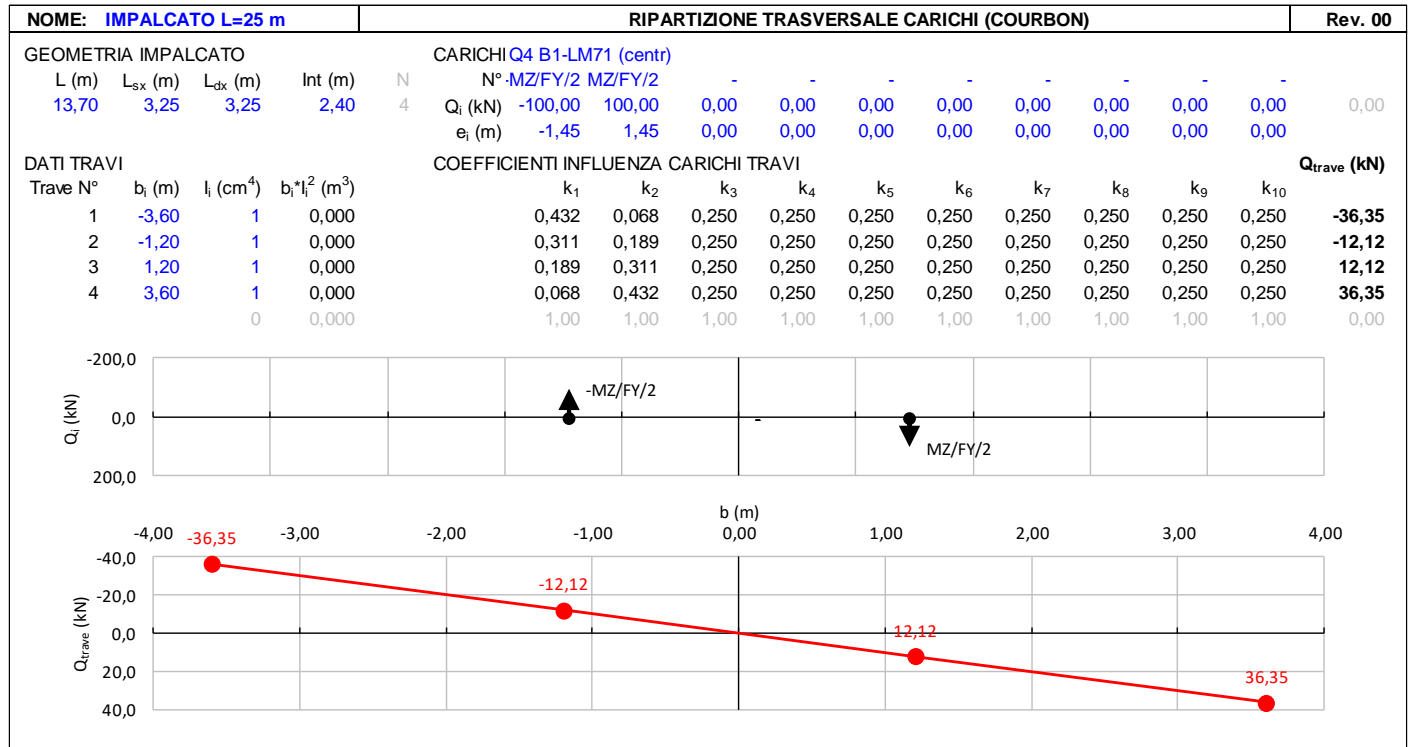 NOME: IMPALCATO L=25 m RIPARTIZIONE TRASVERSALE CARICHI (COURBON) Rev. 00
GEOMETRIA IMPALCATO CARICHI Q4 B1-LM71 (centr)
L (m) Lsx (m) Ldx (m) Int (m) N N° -MZ/FY/2 MZ/FY/2 - - - - - - - -
13,70 3,25 3,25 2,40 4 Qi (kN) -100,00 100,00 0,00 0,00 0,00 0,00 0,00 0,00 0,00 0,00 0,00
ei (m) -1,45 1,45 0,00 0,00 0,00 0,00 0,00 0,00 0,00 0,00
DATI TRAVI COEFFICIENTI INFLUENZA CARICHI TRAVI Qtrave (kN)
Trave N° bi (m) Ii (cm4) bi*Ii2 (m3) k1 k2 k3 k4 k5 k6 k7 k8 k9 k10
1 -3,60 1 0,000 0,432 0,068 0,250 0,250 0,250 0,250 0,250 0,250 0,250 0,250 -36,35
2 -1,20 1 0,000 0,311 0,189 0,250 0,250 0,250 0,250 0,250 0,250 0,250 0,250 -12,12
3 1,20 1 0,000 0,189 0,311 0,250 0,250 0,250 0,250 0,250 0,250 0,250 0,250 12,12
4 3,60 1 0,000 0,068 0,432 0,250 0,250 0,250 0,250 0,250 0,250 0,250 0,250 36,35
0 0,000 1,00 1,00 1,00 1,00 1,00 1,00 1,00 1,00 1,00 1,00 0,00
-200,0
-MZ/FY/2
0,0 -
Qi (kN)
MZ/FY/2
200,0
b (m)
-4,00 -3,00 -2,00 -1,00 0,00 1,00 2,00 3,00 4,00
-36,35
-40,0
-12,12
-20,0
0,0 12,12
Qtrave (kN)
20,0
36,35
40,0